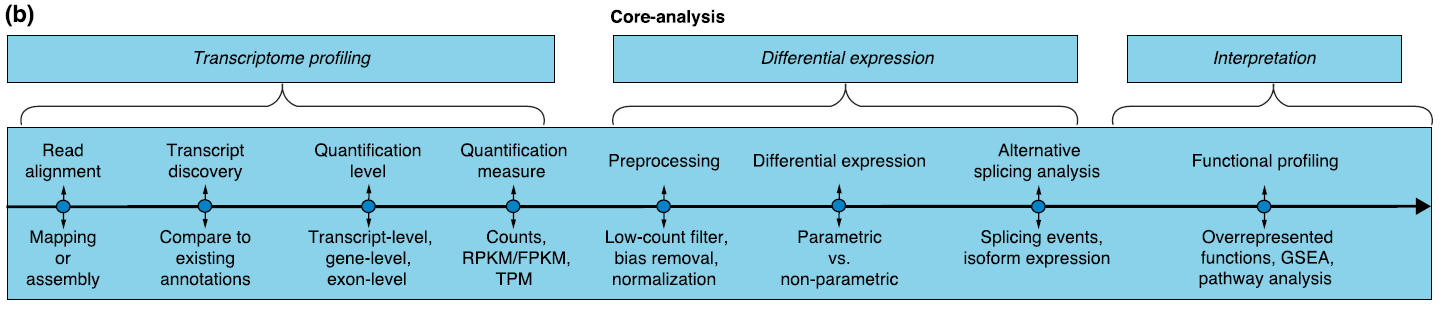 (b)
Core-analysis
Transcriptome profiling
Differential expression
Interpretation
Read
alignment
Transcript
discovery
Quantification
level
Quantification
measure
Preprocessing
Differential expression
Alternative
splicing analysis
Functional profiling
Mapping
or
assembly
Compare to
existing
annotations
Transcript-level,
gene-level,
exon-level
Counts,
RPKM/FPKM,
TPM
Low-count filter,
bias removal,
normalization
Parametric
vs.
non-parametric
Splicing events,
isoform expression
Overrepresented
functions, GSEA,
pathway analysis